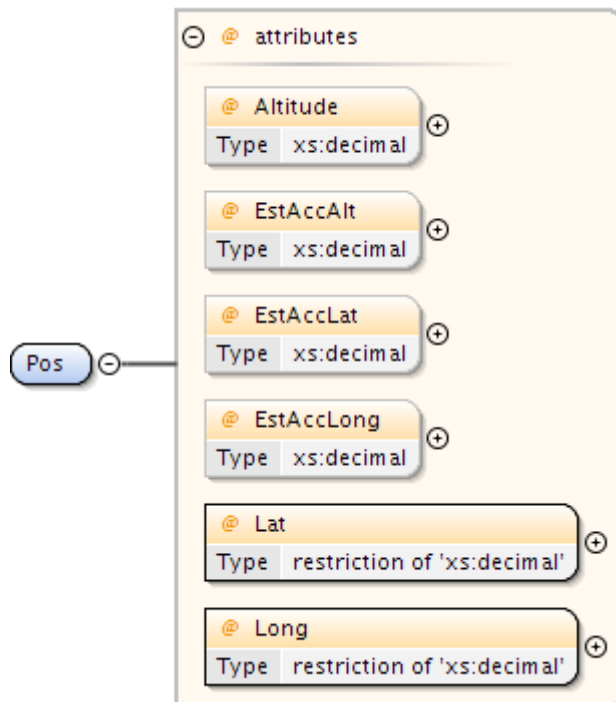 @ attributes
@ Altitude
Type xs:decimal
@ EstAccAlt
Type xs:decimal
@ EstAccLat
Type xs:decimal
Pos
@ EstAccLong
Type xs:decimal
@ Lat
Type restriction of 'xs:decimal'
@ Long
Type restriction of 'xs:decimal'